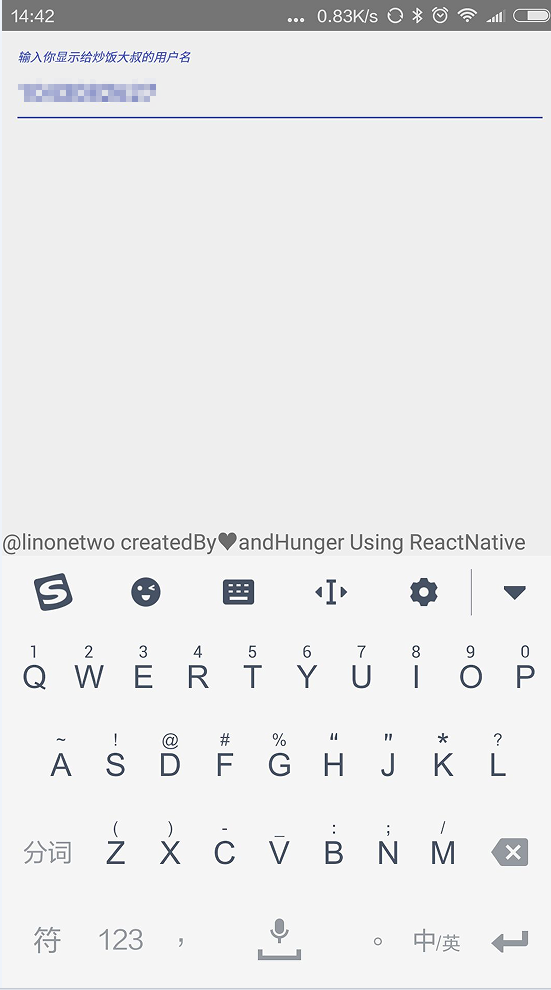 14:42 ... 0.83K/s
输入你显示给炒饭大叔的用户名
@linonetwo createdBy♥andHunger Using ReactNative
1 2 3 4 5 6 7 8 9 0
Q W E R T Y U I O P
~ ! @ # % “ " * ?
A S D F G H J K L
( ) - _ : ; /
分词 Z X C V B N M
符 123 ， 。 中/英